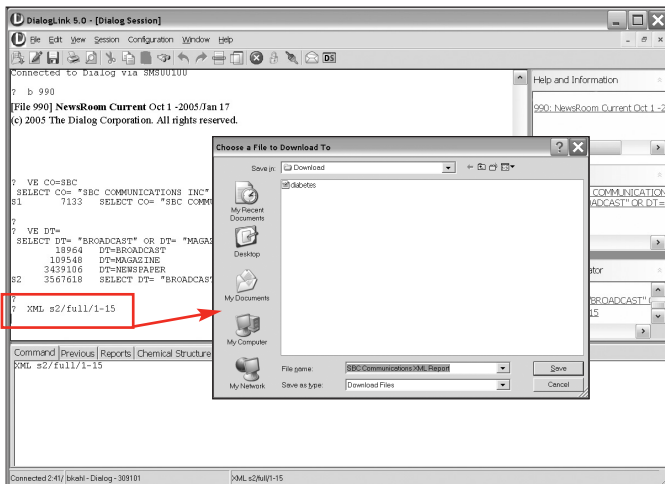 DialogLink 5.0 - [Dialog Session]
File Edit View Session Configuration Window Help
DS
Connected to Dialog via SMS00100
? b 990
[File 990] NewsRoom Current Oct 1 -2005/Jan 17
(c) 2005 The Dialog Corporation. All rights reserved.
? VE CO=SBC
SELECT CO= "SBC COMMUNICATIONS INC"
S1 7133 SELECT CO= "SBC COMMU
?
? VE DT=
SELECT DT= "BROADCAST" OR DT= "MAGAZ
18964 DT=BROADCAST
109548 DT=MAGAZINE
3439106 DT=NEWSPAPER
S2 3567618 SELECT DT= "BROADCAST
?
? XML s2/full/1-15
Help and Information
990: NewsRoom Current Oct 1 -2
COMMUNICATION
ADCAST" OR DT=
ator
BROADCAST" (
15
Choose a File to Download To
Save in:
Download
diabetes
My Recent
Documents
Desktop
My Documents
My Computer
My Network
File name:
SBC Communications XML Report
Save
Save as type:
Download Files
Cancel
Command Previous Reports Chemical Structure
XML s2/full/1-15
Connected 2:41/ bkahl - Dialog - 309101
XML s2/full/1-15